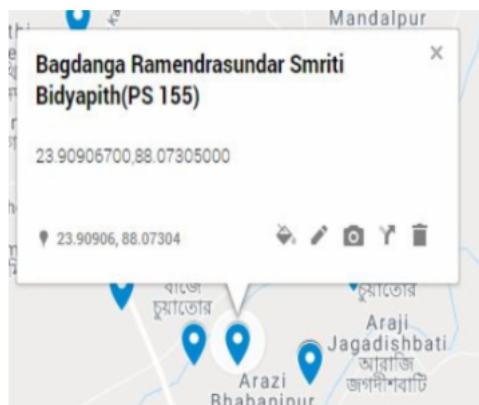 Mandalpur
Bagdanga Ramendrasundar Smriti
Bidyapith(PS 155)
23.90906700,88.07305000
23.90906, 88.07304
বাজে
চুয়াতোর
চুয়াতোর
Araji
Jagadishbati
আরাজি
জগদীশবাটি
Arazi
Bhabanipur